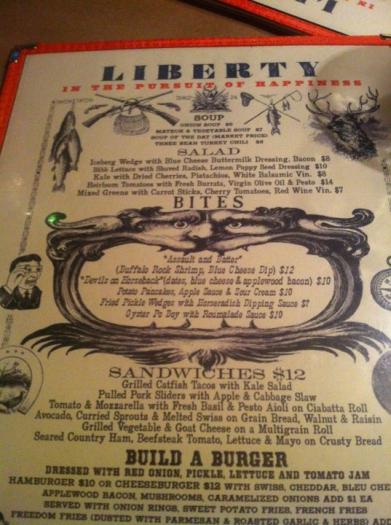 LIBERTY
IN THE PURSUIT OF HAPPINESS
SOUP
ONION SOUP $6
MATZOH & VEGETABLE SOUP $7
SOUP OF THE DAY (MARKET PRICE)
THREE BEAN TURKEY CHILI $8
SALAD
Iceberg Wedge with Blue Cheese Buttermilk Dressing, Bacon $8
Bibb Lettuce with Shaved Radish, Lemon Poppy Seed Dressing $10
Kale with Dried Cherries, Pistachios, White Balsamic Vin. $8
Heirloom Tomatoes with Fresh Burrata, Virgin Olive Oil & Pesto $14
Mixed Greens with Carrot Sticks, Cherry Tomatoes, Red Wine Vin. $7
BITES
"Assault and Batter"
(Buffalo Rock Shrimp, Blue Cheese Dip) $12
"Devils on Horseback" (dates, blue cheese & applewood bacon) $10
Potato Pancakes, Apple Sauce & Sour Cream $10
Fried Pickle Wedges with Horseradish Dipping Sauce $7
Oyster Po Boy with Roumalade Sauce $10
SANDWICHES $12
Grilled Catfish Tacos with Kale Salad
Pulled Pork Sliders with Apple & Cabbage Slaw
Tomato & Mozzarella with Fresh Basil & Pesto Aioli on Ciabatta Roll
Avocado, Curried Sprouts & Melted Swiss on Grain Bread, Walnut & Raisin
Grilled Vegetable & Goat Cheese on a Multigrain Roll
Seared Country Ham, Beefsteak Tomato, Lettuce & Mayo on Crusty Bread
BUILD A BURGER
DRESSED WITH RED ONION, PICKLE, LETTUCE AND TOMATO JAM
HAMBURGER $10 OR CHEESEBURGER $12 WITH SWISS, CHEDDAR, BLEU CHE
APPLEWOOD BACON, MUSHROOMS, CARAMELIZED ONIONS ADD $1 EA
SERVED WITH ONION RINGS, SWEET POTATO FRIES, FRENCH FRIES
FREEDOM FRIES (DUSTED WITH PARMESAN & ROASTED GARLIC & HERBS)